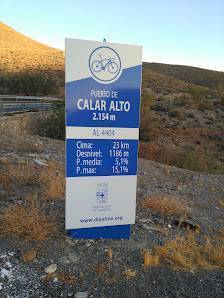 PUERTO DE
CALAR ALTO
2.154 m
AL-4404
Cima: 23 km
Desnivel: 1186 m
P. media: 5,1%
P. max: 15,1%
www.dipalme.org